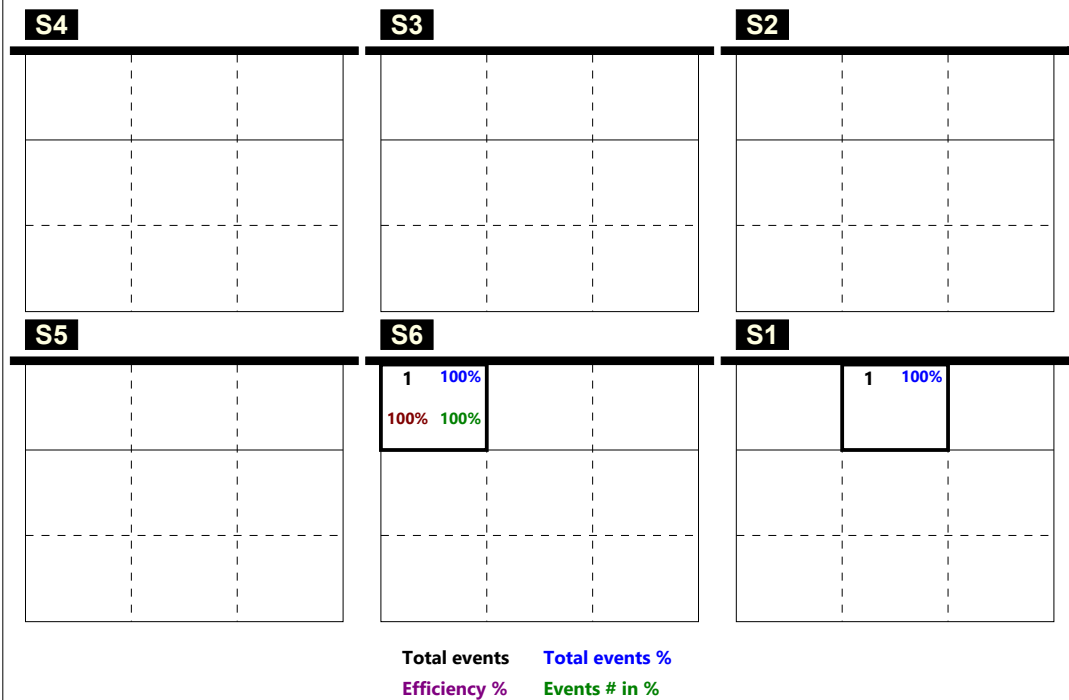 S4 S3 S2
S5 S6 S1
1 100% 1 100%
100% 100%
Total events Total events %
Efficiency % Events # in %